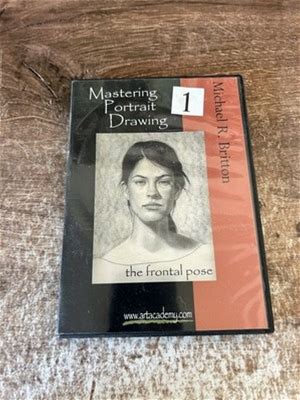 Mastering
Portrait
Drawing
1
Michael R. Britton
the frontal pose
www.artacademy.com